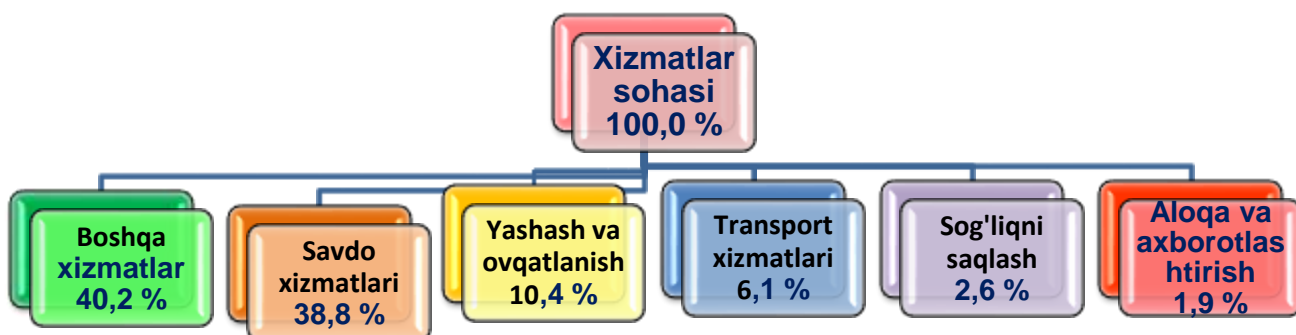 Xizmatlar
sohasi
100,0 %
Boshqa
xizmatlar
40,2 %
Savdo
xizmatlari
38,8 %
Yashash va
ovqatlanish
10,4 %
Transport
xizmatlari
6,1 %
Sog'liqni
saqlash
2,6 %
Aloqa va
axborotlas
htirish
1,9 %